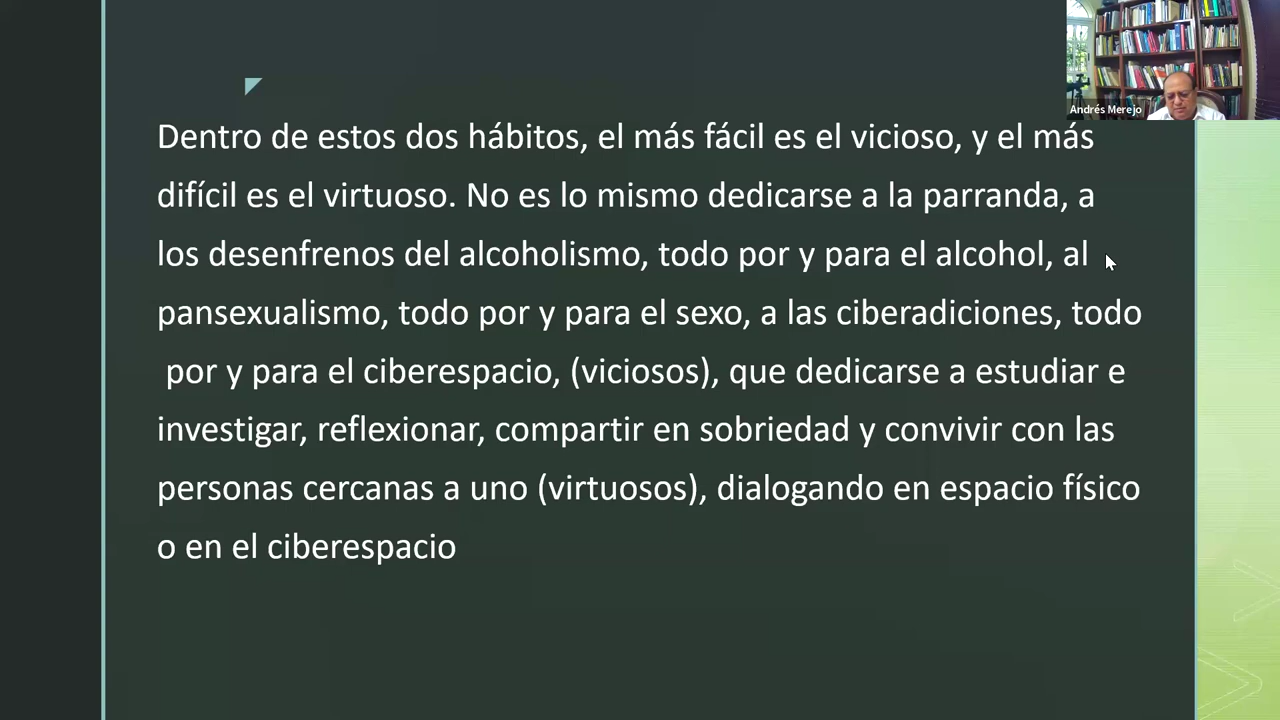 Andrés Merejo
Dentro de estos dos hábitos, el más fácil es el vicioso, y el más
difícil es el virtuoso. No es lo mismo dedicarse a la parranda, a
los desenfrenos del alcoholismo, todo por y para el alcohol, al
pansexualismo, todo por y para el sexo, a las ciberadiciones, todo
por y para el ciberespacio, (viciosos), que dedicarse a estudiar e
investigar, reflexionar, compartir en sobriedad y convivir con las
personas cercanas a uno (virtuosos), dialogando en espacio físico
o en el ciberespacio